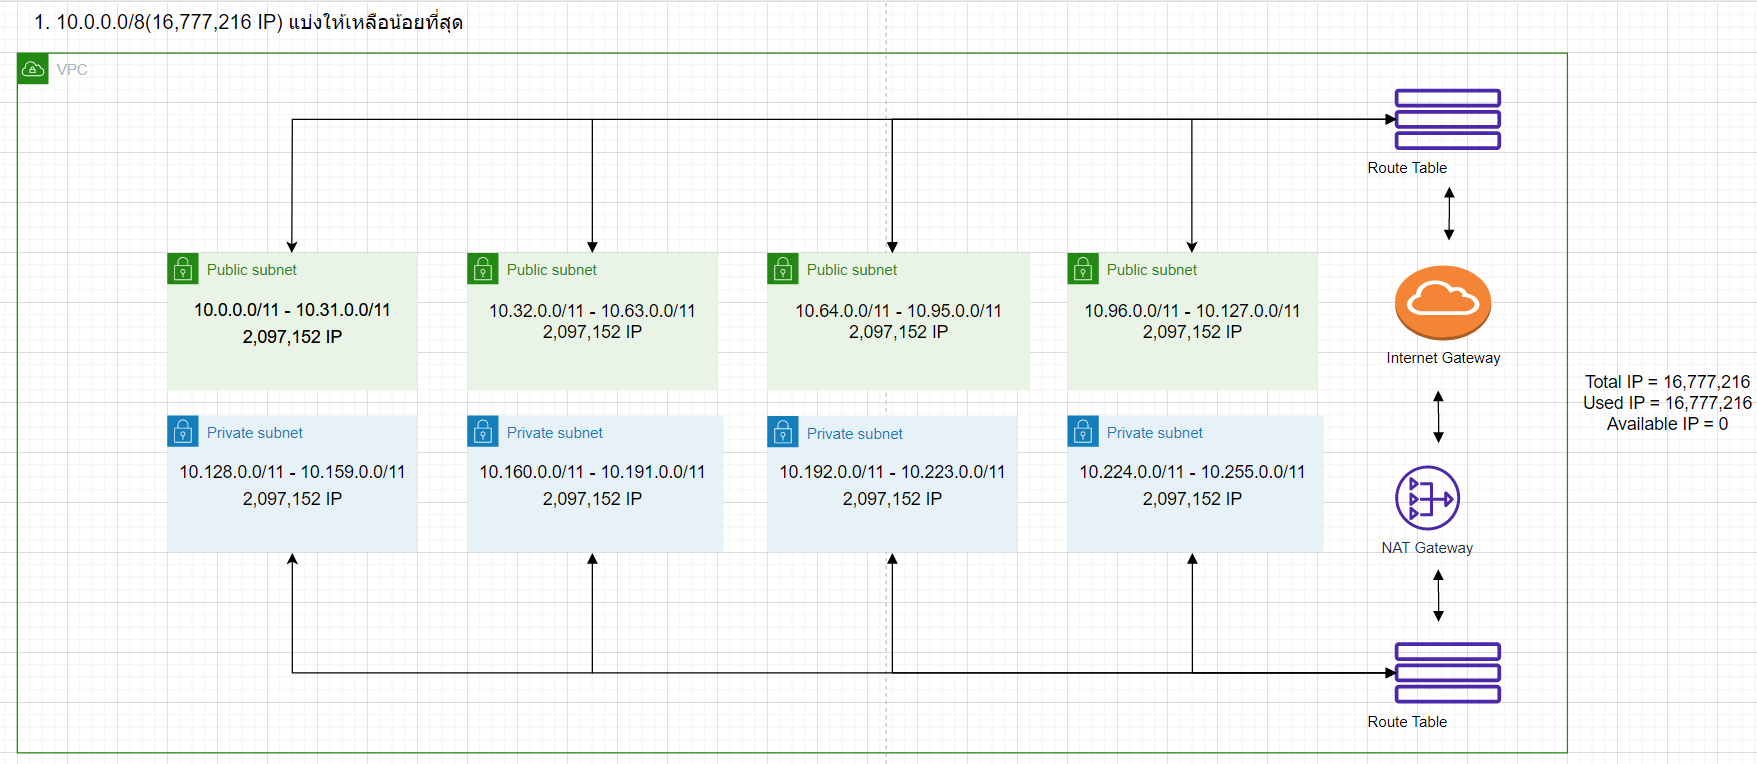 1. 10.0.0.0/8(16,777,216 IP) แบ่งให้เหลือน้อยที่สุด
VPC
Route Table
Public subnet
10.0.0.0/11 - 10.31.0.0/11
2,097,152 IP
Public subnet
10.32.0.0/11 - 10.63.0.0/11
2,097,152 IP
Public subnet
10.64.0.0/11 - 10.95.0.0/11
2,097,152 IP
Public subnet
10.96.0.0/11 - 10.127.0.0/11
2,097,152 IP
Internet Gateway
Total IP = 16,777,216
Used IP = 16,777,216
Available IP = 0
Private subnet
10.128.0.0/11 - 10.159.0.0/11
2,097,152 IP
Private subnet
10.160.0.0/11 - 10.191.0.0/11
2,097,152 IP
Private subnet
10.192.0.0/11 - 10.223.0.0/11
2,097,152 IP
Private subnet
10.224.0.0/11 - 10.255.0.0/11
2,097,152 IP
NAT Gateway
Route Table